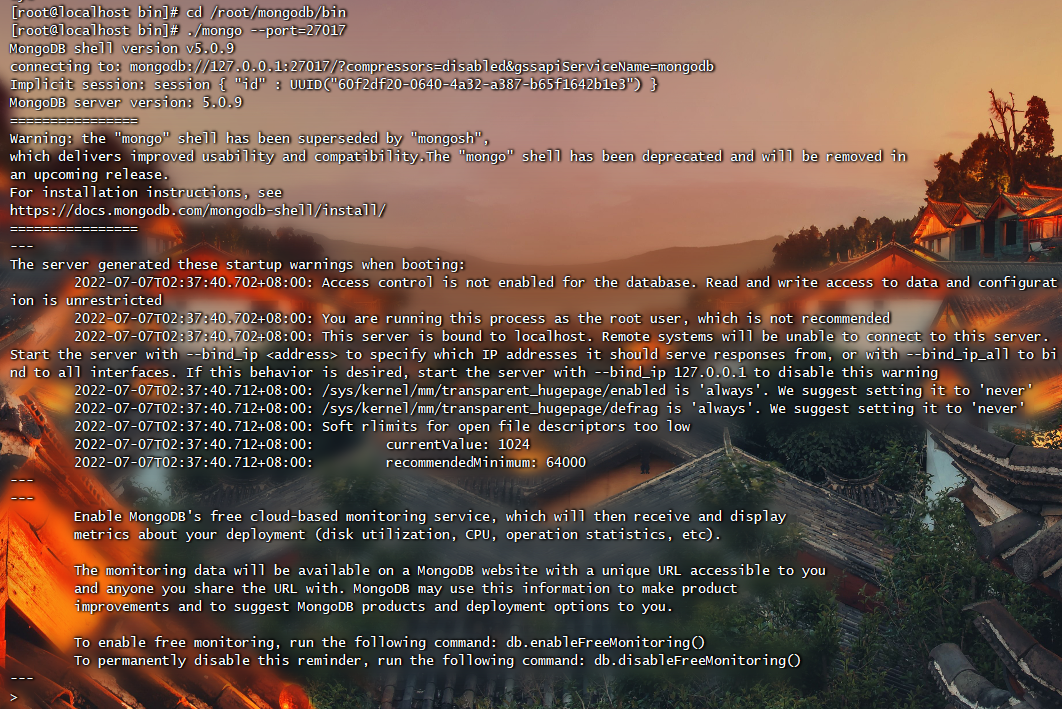 [root@localhost bin]# cd /root/mongodb/bin
[root@localhost bin]# ./mongo --port=27017
MongoDB shell version v5.0.9
connecting to: mongodb://127.0.0.1:27017/?compressors=disabled&gssapiServiceName=mongodb
Implicit session: session { "id" : UUID("60f2df20-0640-4a32-a387-b65f1642b1e3") }
MongoDB server version: 5.0.9
================
Warning: the "mongo" shell has been superseded by "mongosh",
which delivers improved usability and compatibility.The "mongo" shell has been deprecated and will be removed in
an upcoming release.
For installation instructions, see
https://docs.mongodb.com/mongodb-shell/install/
================
---
The server generated these startup warnings when booting:
        2022-07-07T02:37:40.702+08:00: Access control is not enabled for the database. Read and write access to data and configurat
ion is unrestricted
        2022-07-07T02:37:40.702+08:00: You are running this process as the root user, which is not recommended
        2022-07-07T02:37:40.702+08:00: This server is bound to localhost. Remote systems will be unable to connect to this server.
Start the server with --bind_ip <address> to specify which IP addresses it should serve responses from, or with --bind_ip_all to bi
nd to all interfaces. If this behavior is desired, start the server with --bind_ip 127.0.0.1 to disable this warning
        2022-07-07T02:37:40.712+08:00: /sys/kernel/mm/transparent_hugepage/enabled is 'always'. We suggest setting it to 'never'
        2022-07-07T02:37:40.712+08:00: /sys/kernel/mm/transparent_hugepage/defrag is 'always'. We suggest setting it to 'never'
        2022-07-07T02:37:40.712+08:00: Soft rlimits for open file descriptors too low
        2022-07-07T02:37:40.712+08:00:         currentValue: 1024
        2022-07-07T02:37:40.712+08:00:         recommendedMinimum: 64000
---
---
        Enable MongoDB's free cloud-based monitoring service, which will then receive and display
        metrics about your deployment (disk utilization, CPU, operation statistics, etc).

        The monitoring data will be available on a MongoDB website with a unique URL accessible to you
        and anyone you share the URL with. MongoDB may use this information to make product
        improvements and to suggest MongoDB products and deployment options to you.

        To enable free monitoring, run the following command: db.enableFreeMonitoring()
        To permanently disable this reminder, run the following command: db.disableFreeMonitoring()
---
>